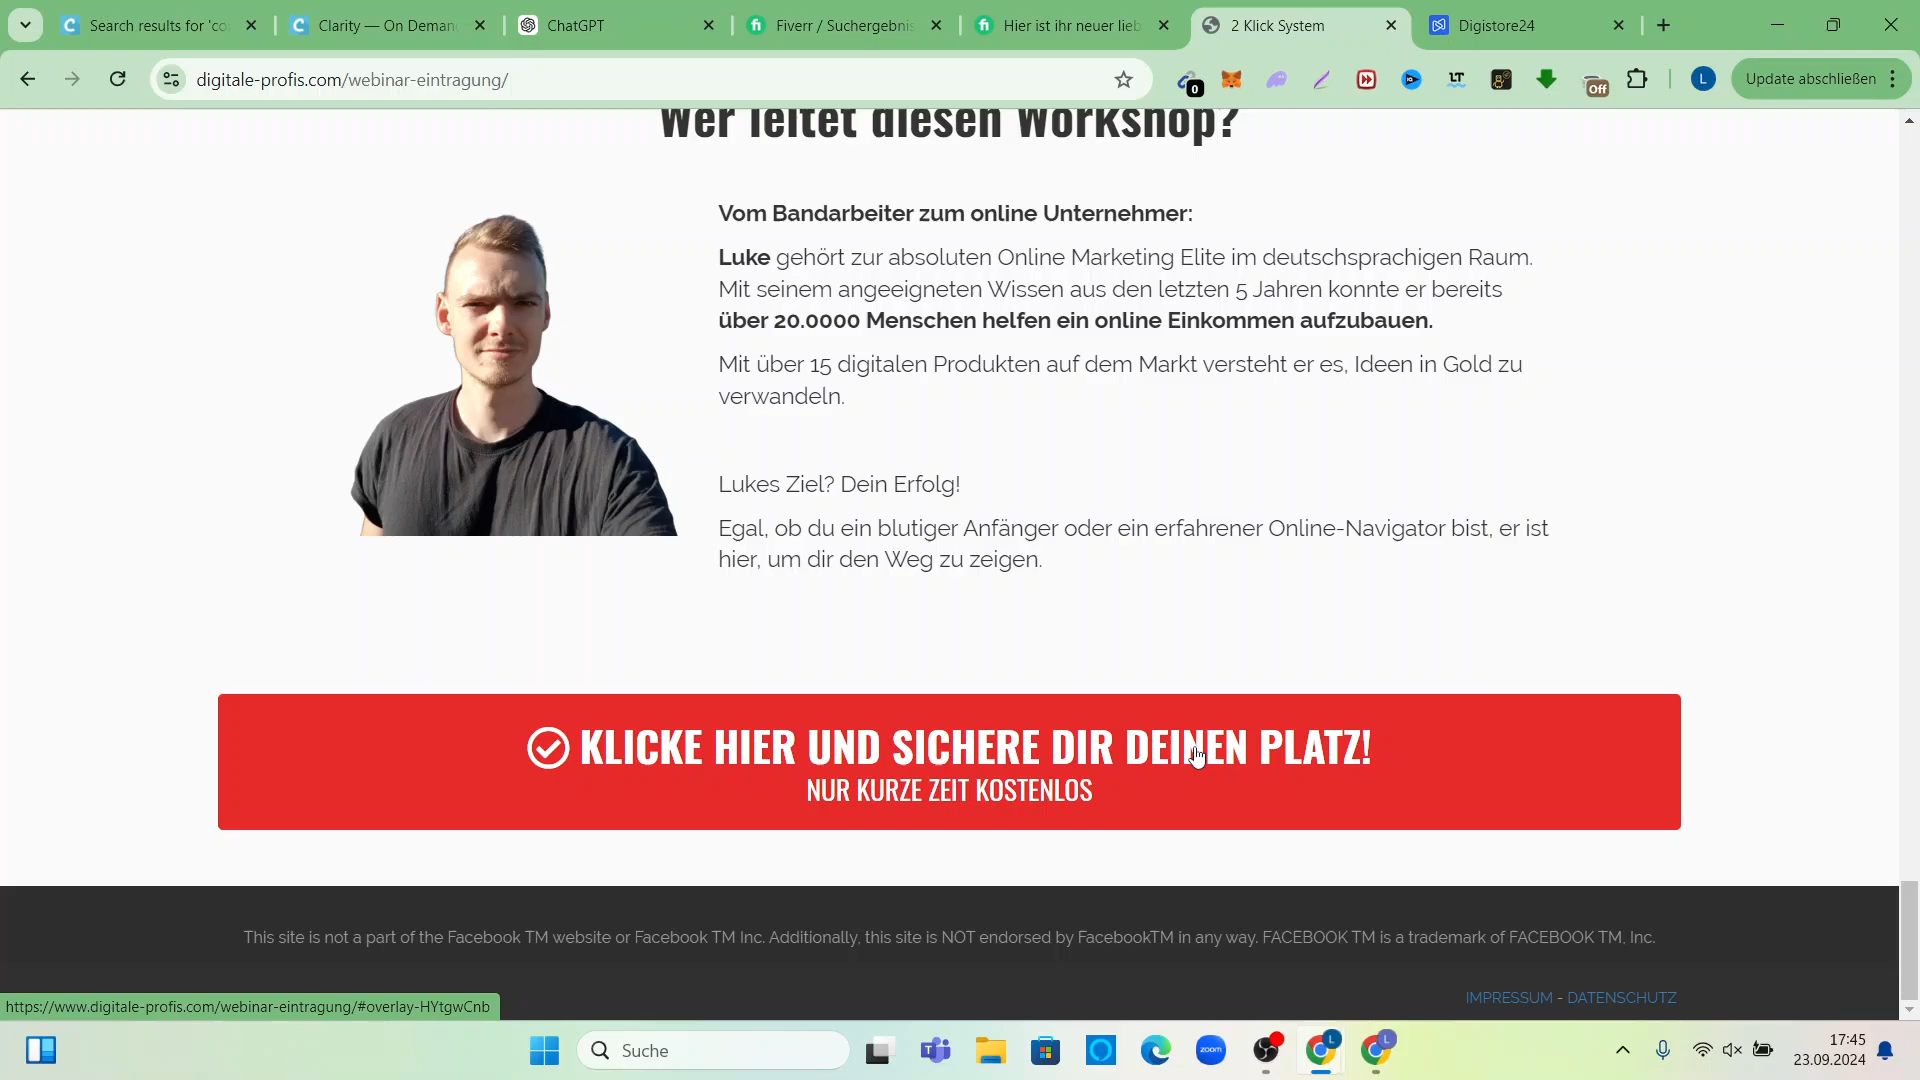 Search results for 'co
Clarity — On Deman
ChatGPT
Fiverr / Suchergebnis
Hier ist ihr neuer lieb
2 Klick System
Digistore24
digitale-profis.com/webinar-eintragung/
0
LT
Off
L
Update abschließen
Wer leitet diesen Workshop?
Vom Bandarbeiter zum online Unternehmer:
Luke gehört zur absoluten Online Marketing Elite im deutschsprachigen Raum.
Mit seinem angeeigneten Wissen aus den letzten 5 Jahren konnte er bereits
über 20.0000 Menschen helfen ein online Einkommen aufzubauen.
Mit über 15 digitalen Produkten auf dem Markt versteht er es, Ideen in Gold zu
verwandeln.
Lukes Ziel? Dein Erfolg!
Egal, ob du ein blutiger Anfänger oder ein erfahrener Online-Navigator bist, er ist
hier, um dir den Weg zu zeigen.
KLICKE HIER UND SICHERE DIR DEINEN PLATZ!
NUR KURZE ZEIT KOSTENLOS
This site is not a part of the Facebook TM website or Facebook TM Inc. Additionally, this site is NOT endorsed by FacebookTM in any way. FACEBOOK TM is a trademark of FACEBOOK TM, Inc.
IMPRESSUM - DATENSCHUTZ
https://www.digitale-profis.com/webinar-eintragung/#overlay-HYtgwCnb
Suche
zoom
L
L
17:45
23.09.2024